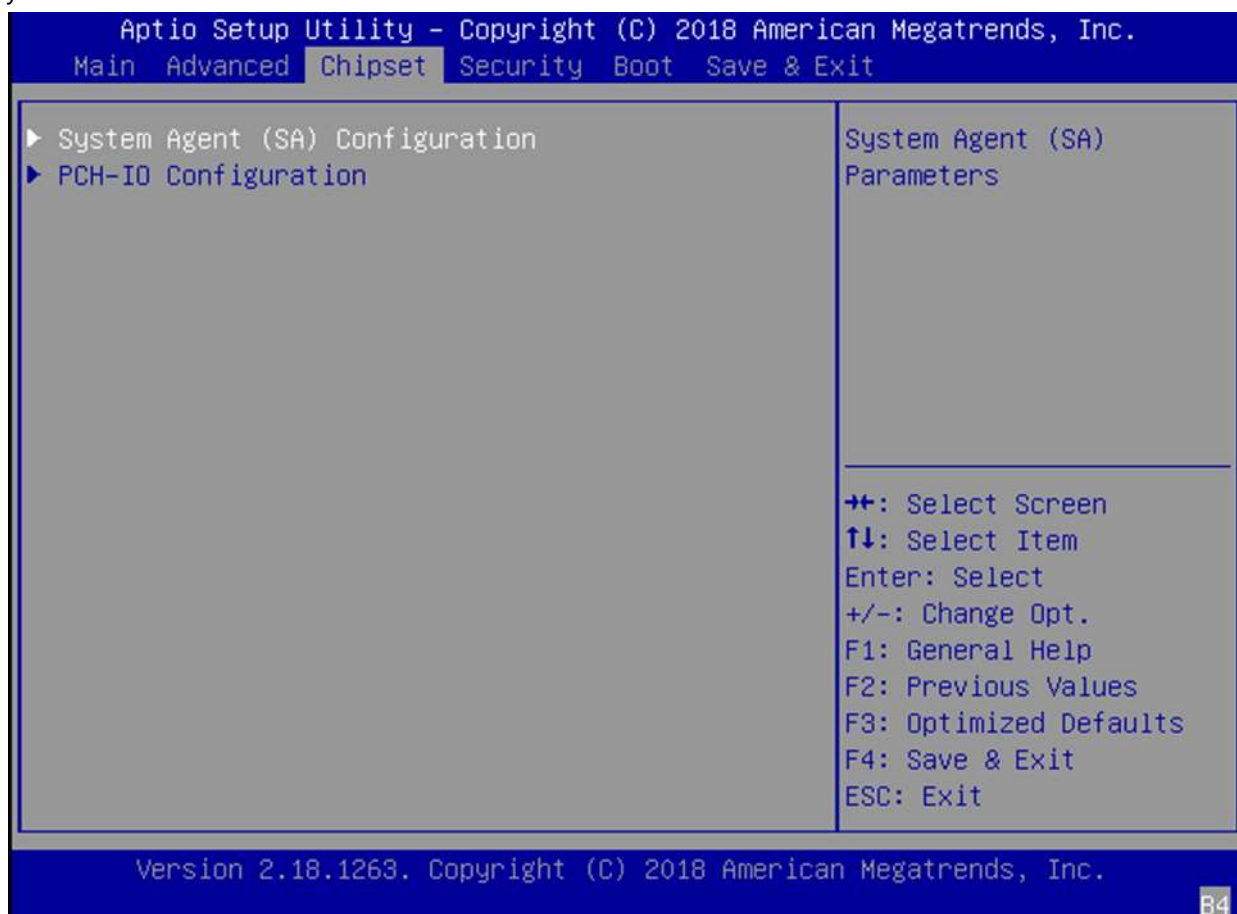 Aptio Setup Utility – Copyright (C) 2018 American Megatrends, Inc.
Main Advanced Chipset Security Boot Save & Exit
▶ System Agent (SA) Configuration
▶ PCH-IO Configuration
System Agent (SA)
Parameters
→←: Select Screen
↑↓: Select Item
Enter: Select
+/-: Change Opt.
F1: General Help
F2: Previous Values
F3: Optimized Defaults
F4: Save & Exit
ESC: Exit
Version 2.18.1263. Copyright (C) 2018 American Megatrends, Inc.
B4